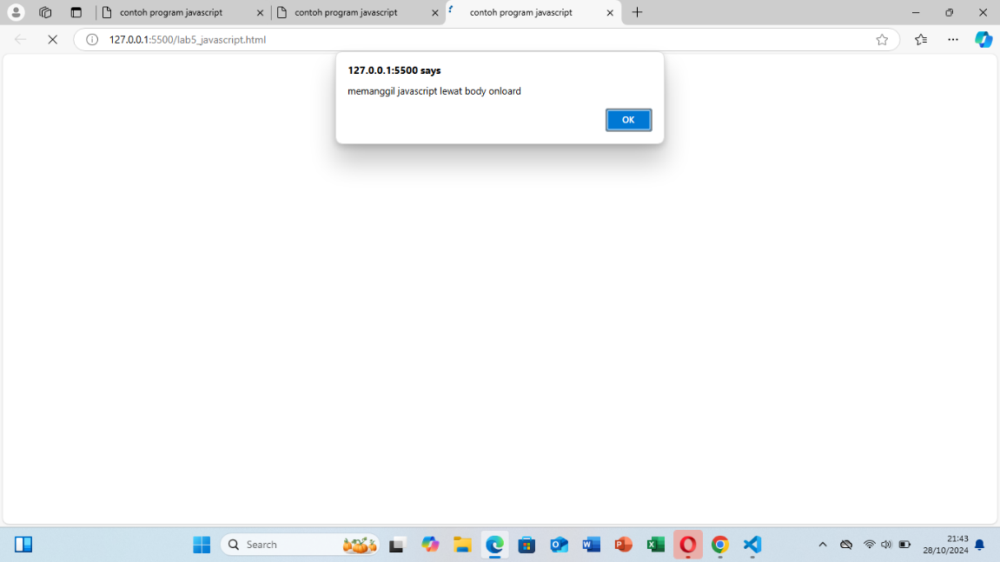 contoh program javascript
contoh program javascript
contoh program javascript
127.0.0.1:5500/lab5_javascript.html
127.0.0.1:5500 says
memanggil javascript lewat body onloard
OK
Search
21:43
28/10/2024